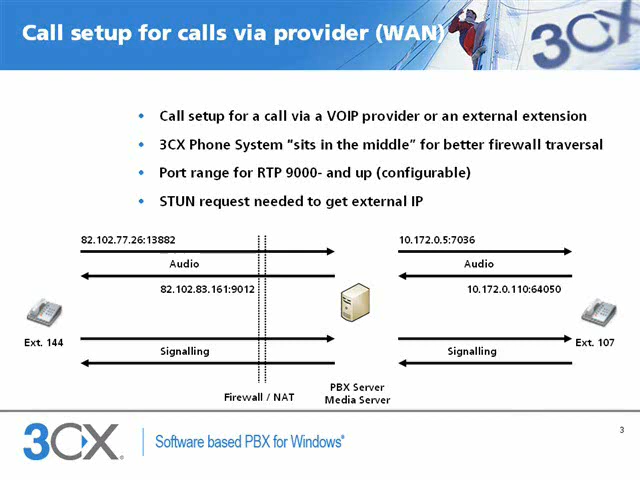 Call setup for calls via provider (WAN)
3CX
• Call setup for a call via a VOIP provider or an external extension
• 3CX Phone System "sits in the middle" for better firewall traversal
• Port range for RTP 9000- and up (configurable)
• STUN request needed to get external IP
82.102.77.26:13882
10.172.0.5:7036
Audio
Audio
82.102.83.161:9012
10.172.0.110:64050
Ext. 144
Ext. 107
Signalling
Signalling
Firewall / NAT
PBX Server
Media Server
3CX®
Software based PBX for Windows®
3